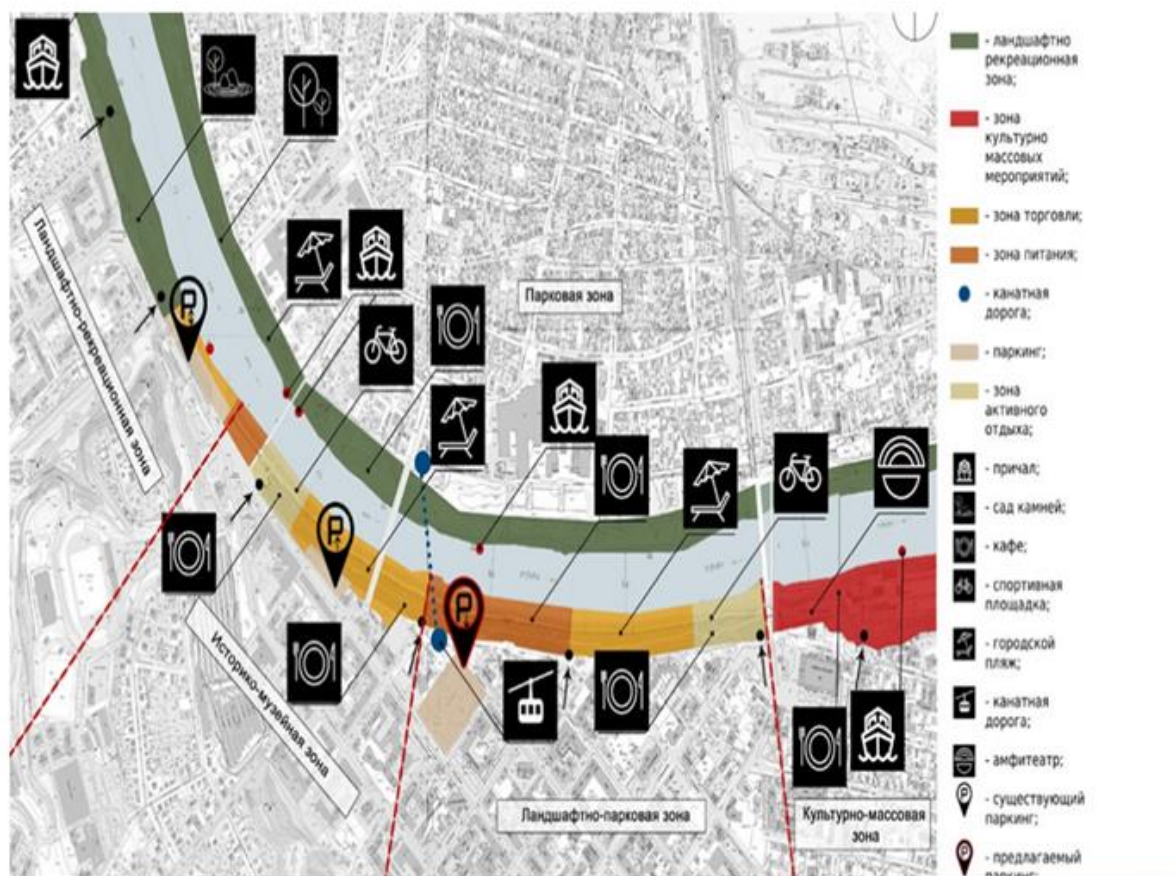 Ландшафтно-рекреационная зона
Парковая зона
Историко-музейная зона
Ландшафтно-парковая зона
Культурно-массовая
зона
P
P
P
- ландшафтно
рекреационная
зона;
- зона
культурно
массовых
мероприятий;
- зона торговли;
- зона питания;
- канатная
дорога;
- паркинг;
- зона
активного
отдыха;
- причал;
- сад камней;
- кафе;
- спортивная
площадка;
- городской
пляж;
- канатная
дорога;
- амфитеатр;
P
- существующий
паркинг;
P
- предлагаемый
паркинг;